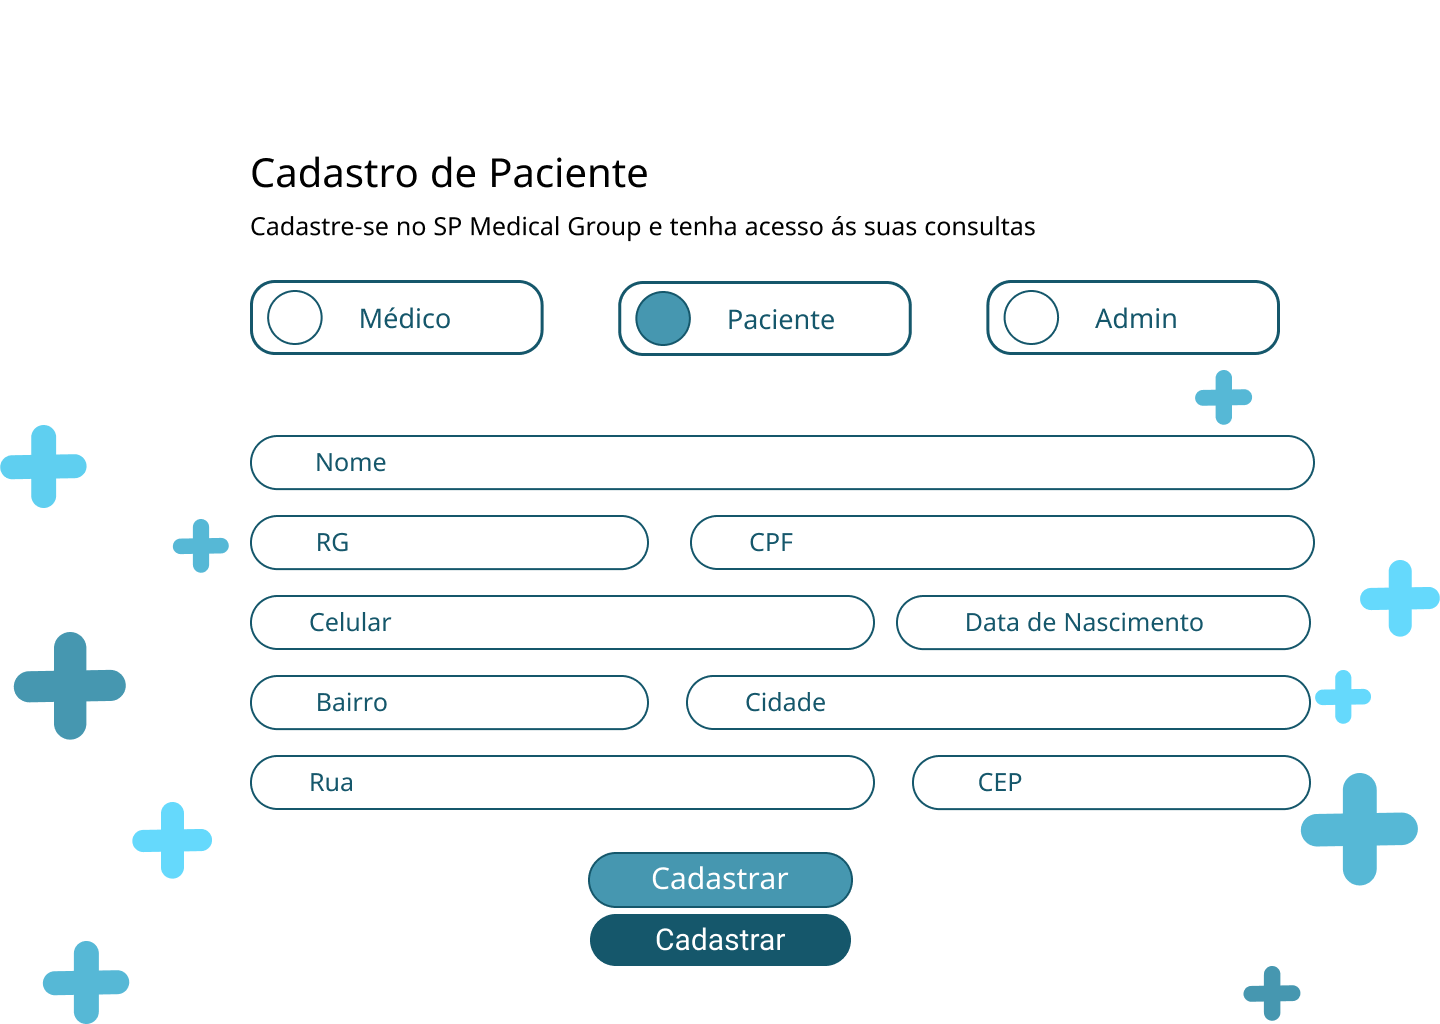 Cadastro de Paciente
Cadastre-se no SP Medical Group e tenha acesso ás suas consultas
Médico Paciente Admin
Nome
RG CPF
Celular Data de Nascimento
Bairro Cidade
Rua CEP
Cadastrar
Cadastrar